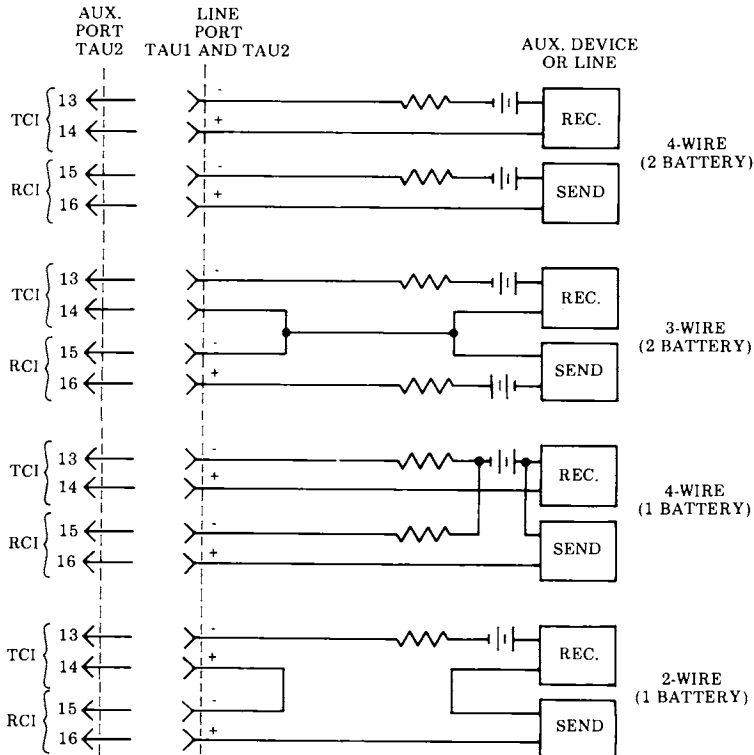 AUX.
PORT
TAU2
LINE
PORT
TAU1 AND TAU2
AUX. DEVICE
OR LINE
TCI
13
-
14
+
REC.
RCI
15
-
16
+
SEND
4-WIRE
(2 BATTERY)
TCI
13
-
14
REC.
RCI
15
-
16
+
SEND
3-WIRE
(2 BATTERY)
TCI
13
-
14
+
REC.
RCI
15
-
16
+
SEND
4-WIRE
(1 BATTERY)
TCI
13
-
14
+
REC.
RCI
15
-
16
+
SEND
2-WIRE
(1 BATTERY)